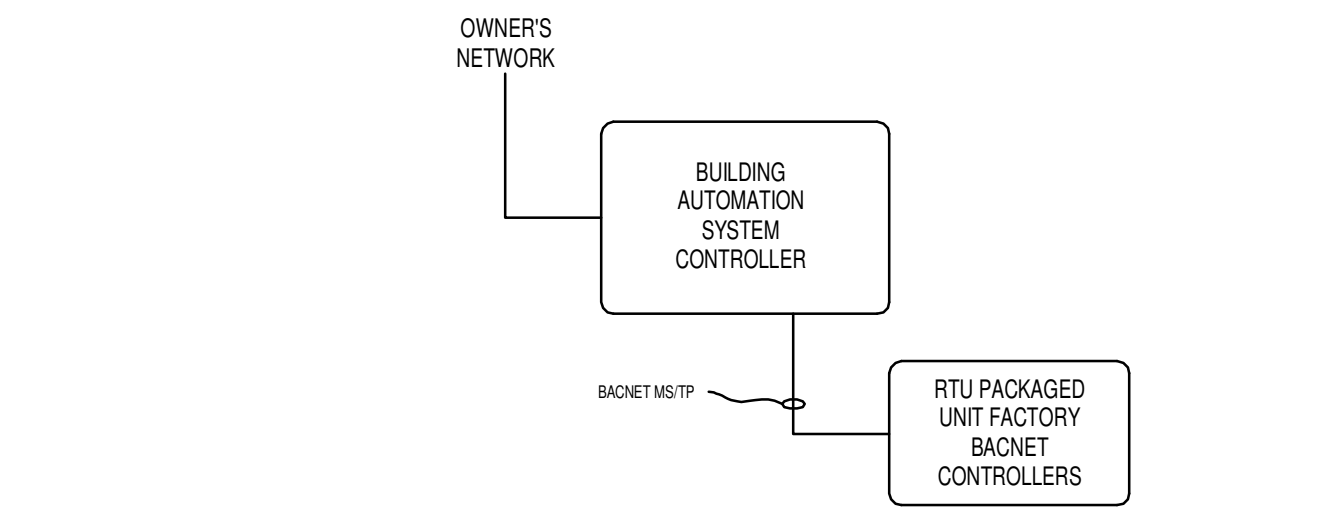 OWNER'S
NETWORK
BUILDING
AUTOMATION
SYSTEM
CONTROLLER
BACNET MS/TP
RTU PACKAGED
UNIT FACTORY
BACNET
CONTROLLERS